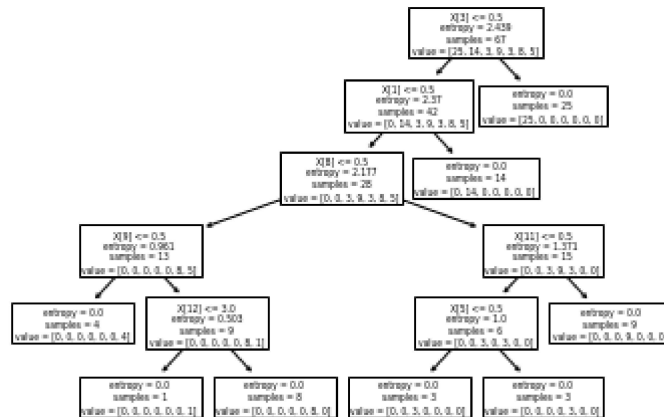 X[3] <= 0.5
entropy = 2.439
samples = 67
value = [25, 14, 3, 9, 3, 8, 5]
X[1] <= 0.5
entropy = 2.37
samples = 42
value = [0, 14, 3, 9, 3, 8, 5]
entropy = 0.0
samples = 25
value = [25, 0, 0, 0, 0, 0, 0]
X[8] <= 0.5
entropy = 2.177
samples = 28
value = [0, 0, 3, 9, 3, 8, 5]
entropy = 0.0
samples = 14
value = [0, 14, 0, 0, 0, 0, 0]
X[9] <= 0.5
entropy = 0.961
samples = 13
value = [0, 0, 0, 0, 0, 8, 5]
X[11] <= 0.5
entropy = 1.371
samples = 15
value = [0, 0, 3, 9, 3, 0, 0]
entropy = 0.0
samples = 4
value = [0, 0, 0, 0, 0, 0, 4]
X[12] <= 3.0
entropy = 0.503
samples = 9
value = [0, 0, 0, 0, 0, 8, 1]
X[5] <= 0.5
entropy = 1.0
samples = 6
value = [0, 0, 3, 0, 3, 0, 0]
entropy = 0.0
samples = 9
value = [0, 0, 0, 9, 0, 0, 0
entropy = 0.0
samples = 1
value = [0, 0, 0, 0, 0, 0, 1]
entropy = 0.0
samples = 8
value = [0, 0, 0, 0, 0, 8, 0]
entropy = 0.0
samples = 3
value = [0, 0, 3, 0, 0, 0, 0]
entropy = 0.0
samples = 3
value = [0, 0, 0, 0, 3, 0, 0]